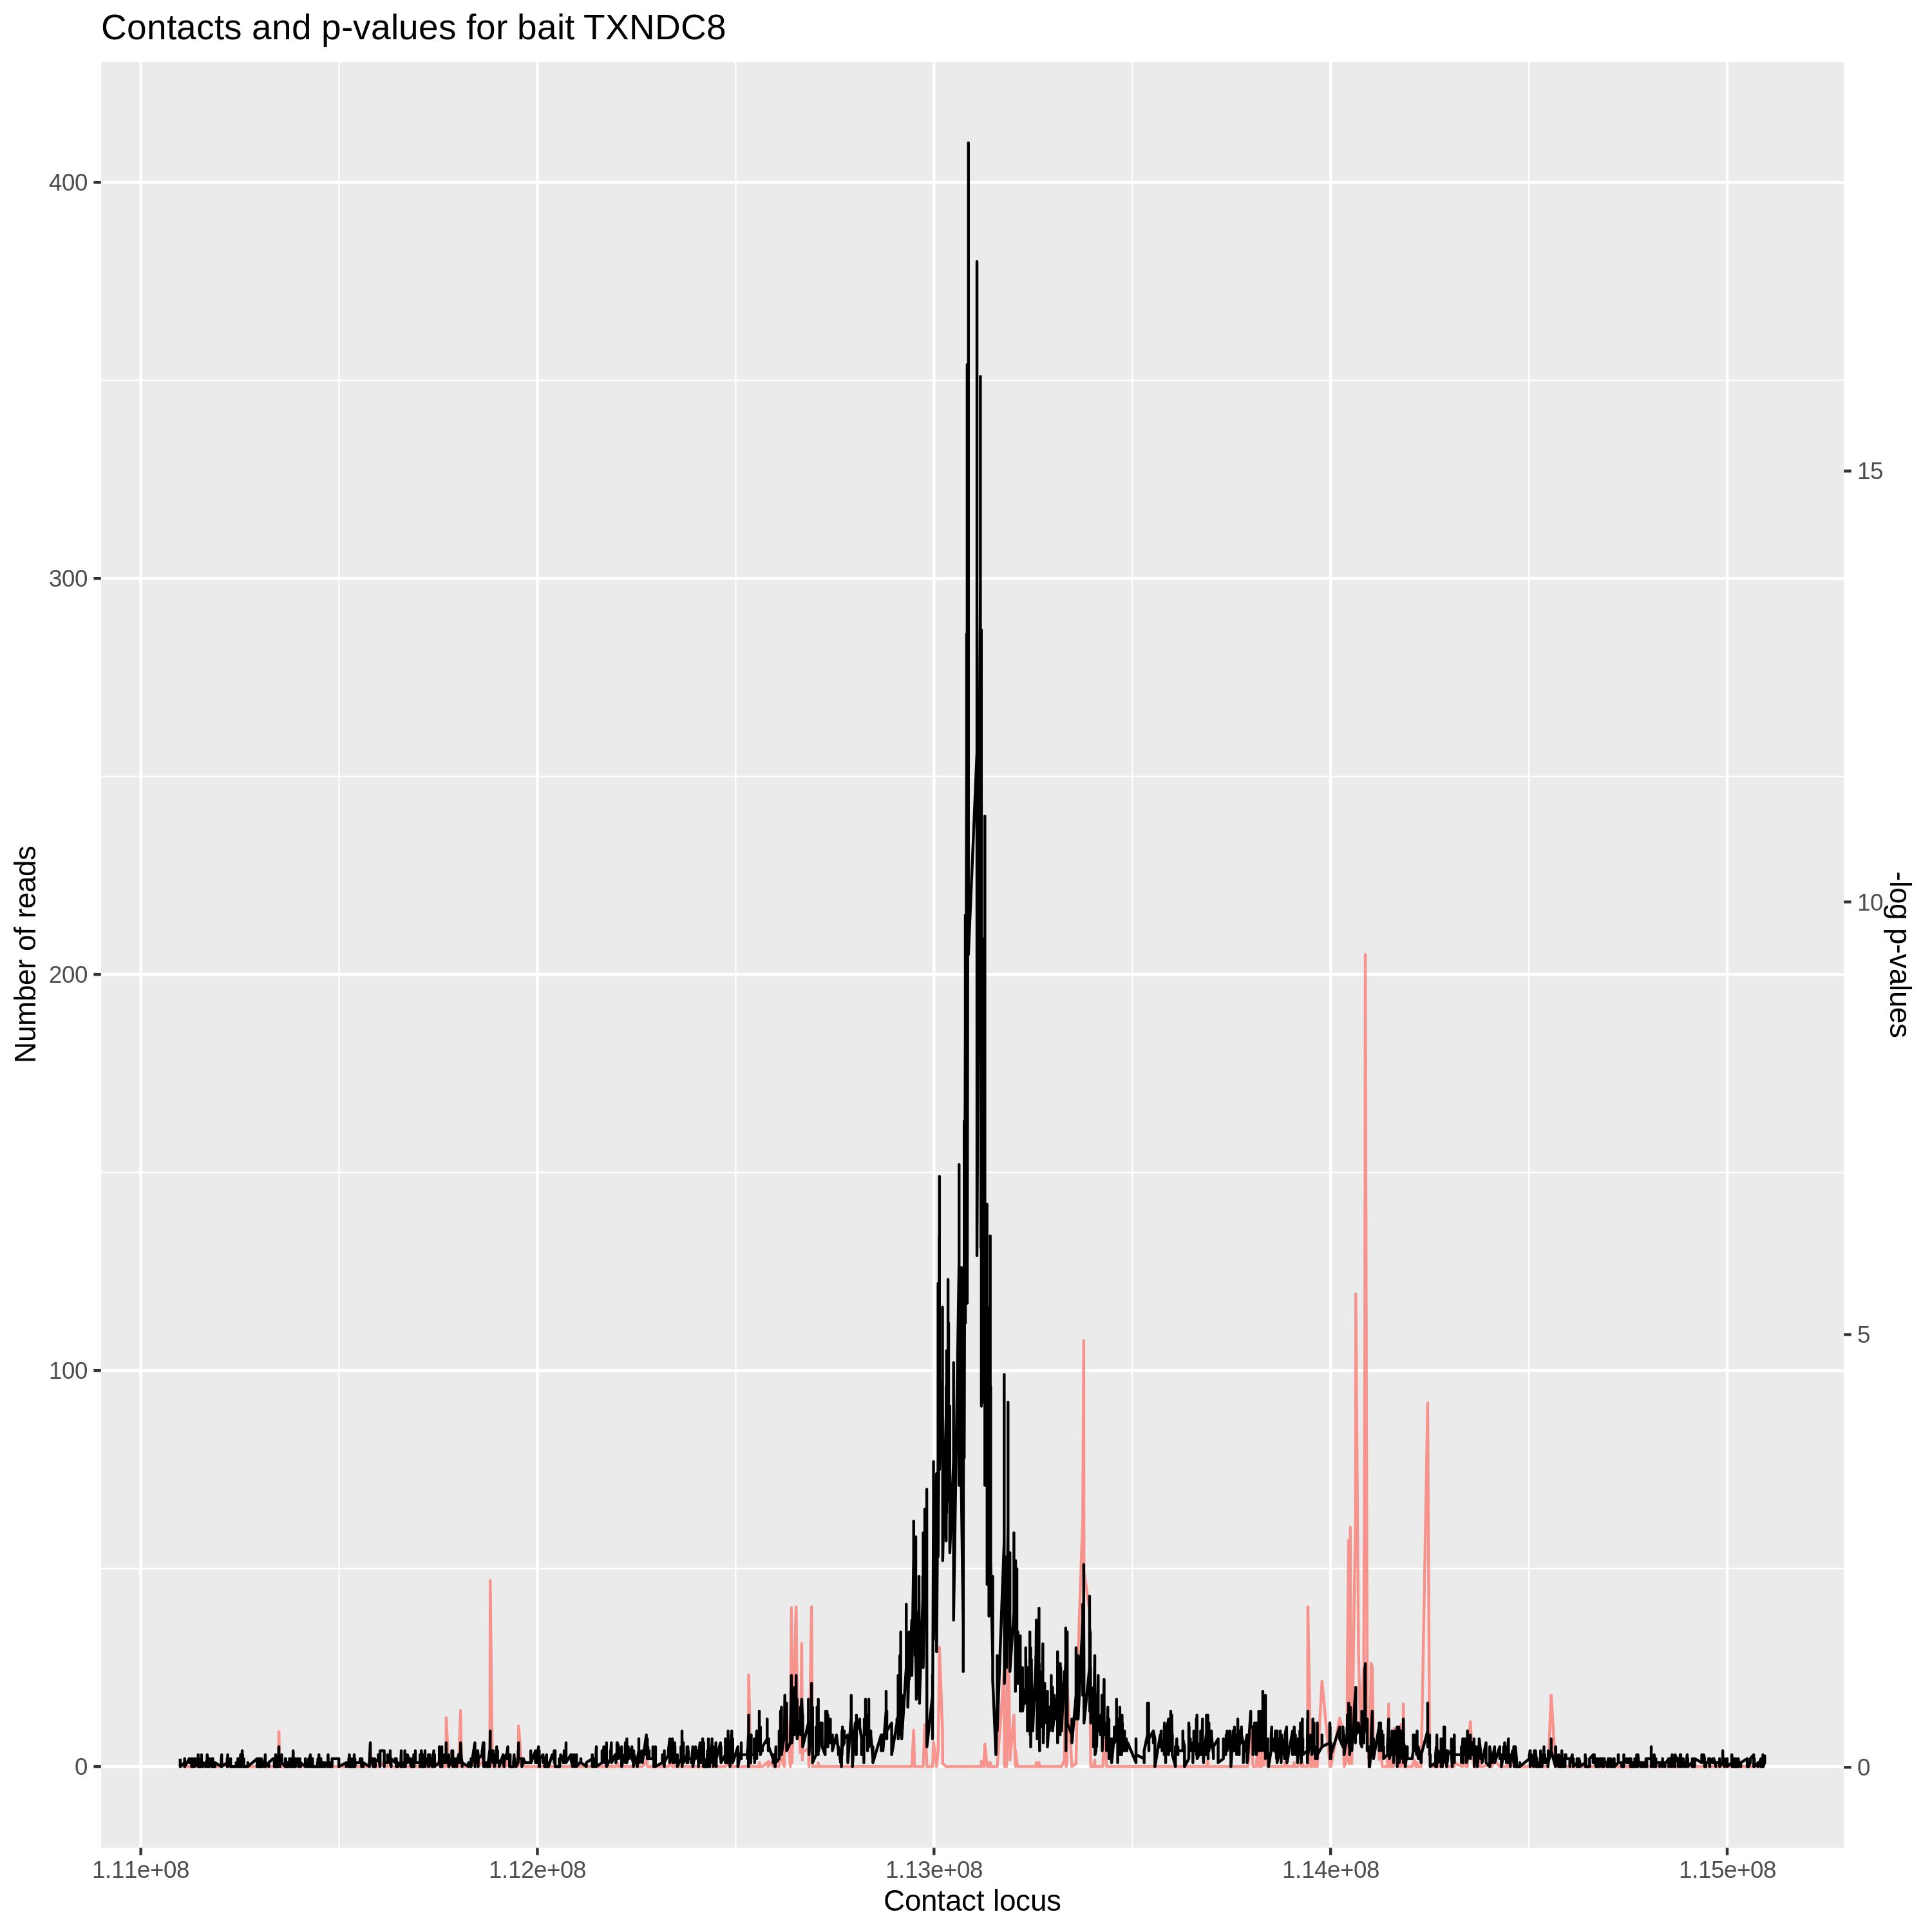 Contacts and p-values for bait TXNDC8
400
300
200
100
0
Number of reads
15
10
5
0
-log p-values
1.11e+08
1.12e+08
1.13e+08
1.14e+08
1.15e+08
Contact locus